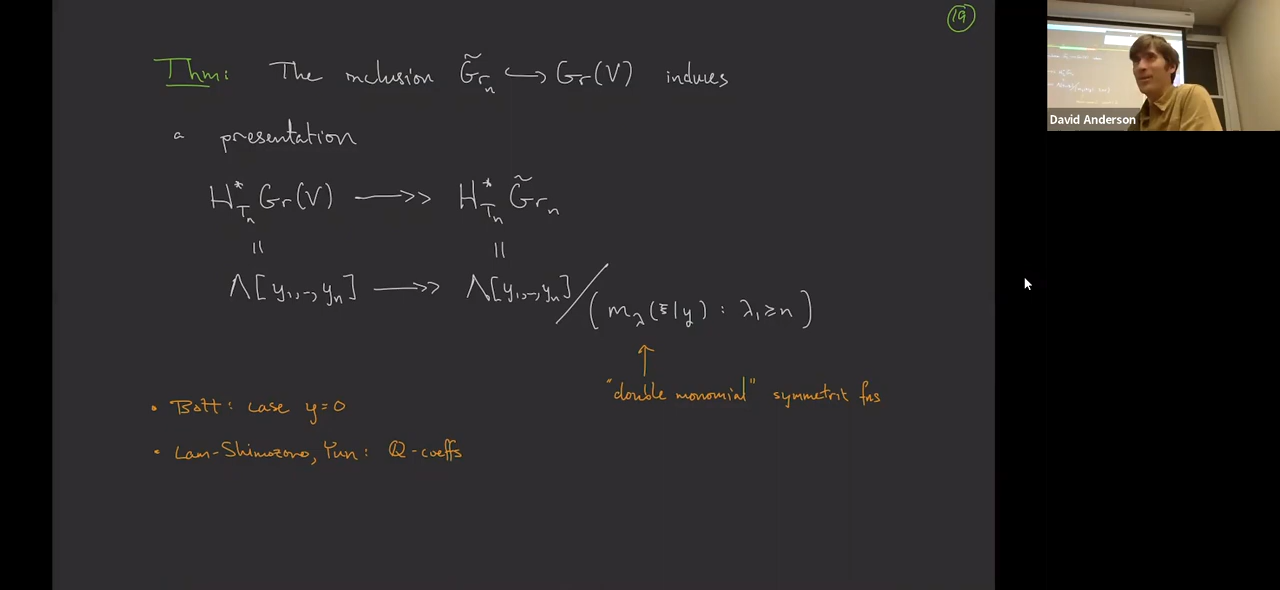 19
Thm: The inclusion G̃r_n ↪ Gr(V) induces
a presentation
H*_{T_n} Gr(V) ↠ H*_{T_n} G̃r_n
= =
Λ[y_1,…,y_n] ↠ Λ[y_1,…,y_n] / (m_λ(ξ|y) : λ_1 ≥ n)
↑
"double monomial" symmetric fns
• Bott: case y=0
• Lam-Shimozono, Yun: Q-coeffs
David Anderson